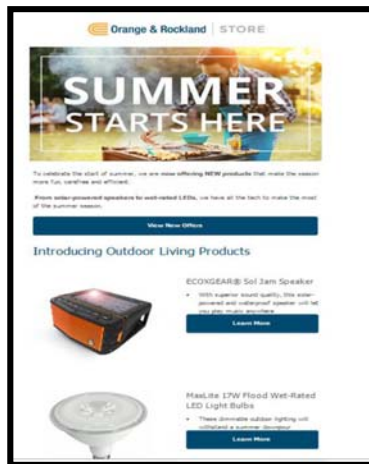 Orange & Rockland | STORE
SUMMER
STARTS HERE
To celebrate the start of summer, we are now offering NEW products that make the season
more fun, carefree and efficient.
From solar-powered speakers to wet-rated LEDs, we have all the tech to make the most
of the summer season.
View New Offers
Introducing Outdoor Living Products
ECOXGEAR® Sol Jam Speaker
• With superior sound quality, this solar-
powered and waterproof speaker will let
you play music anywhere
Learn More
MaxLite 17W Flood Wet-Rated
LED Light Bulbs
• These dimmable outdoor lighting will
withstand a summer downpour
Learn More